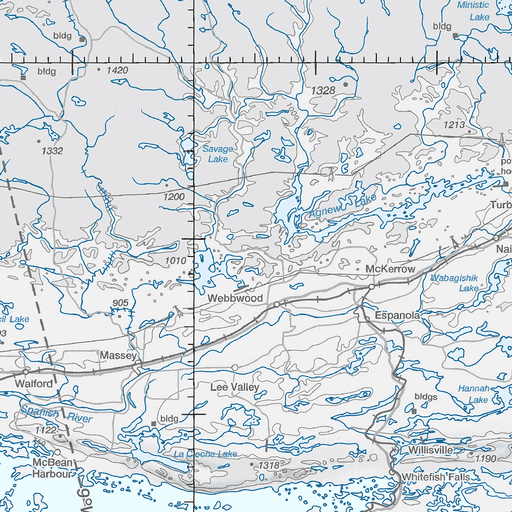 Ministic
Lake
bldg
bldg
bldg
1420
1328
1213
1332
Savage
Lake
1200
Agnew Lake
1010
McKerrow
Wabagishik
Lake
905
Webbwood
Espanola
Massey
Walford
Lee Valley
Hannah
Lake
Spanish River
bldg
bldgs
1122
La Cloche Lake
Willisville
McBean
Harbour
1318
1190
Whitefish Falls